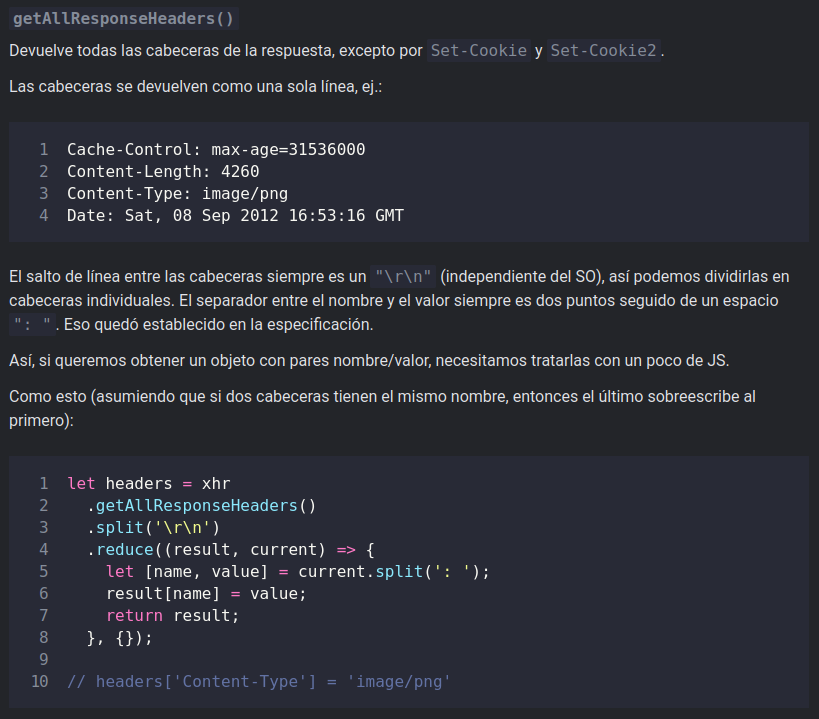 getAllResponseHeaders()
Devuelve todas las cabeceras de la respuesta, excepto por Set-Cookie y Set-Cookie2.
Las cabeceras se devuelven como una sola línea, ej.:
1 Cache-Control: max-age=31536000
2 Content-Length: 4260
3 Content-Type: image/png
4 Date: Sat, 08 Sep 2012 16:53:16 GMT
El salto de línea entre las cabeceras siempre es un "\r\n" (independiente del SO), así podemos dividirlas en
cabeceras individuales. El separador entre el nombre y el valor siempre es dos puntos seguido de un espacio
": ". Eso quedó establecido en la especificación.
Así, si queremos obtener un objeto con pares nombre/valor, necesitamos tratarlas con un poco de JS.
Como esto (asumiendo que si dos cabeceras tienen el mismo nombre, entonces el último sobreescribe al
primero):
1 let headers = xhr
2   .getAllResponseHeaders()
3   .split('\r\n')
4   .reduce((result, current) => {
5     let [name, value] = current.split(': ');
6     result[name] = value;
7     return result;
8   }, {});
9
10 // headers['Content-Type'] = 'image/png'